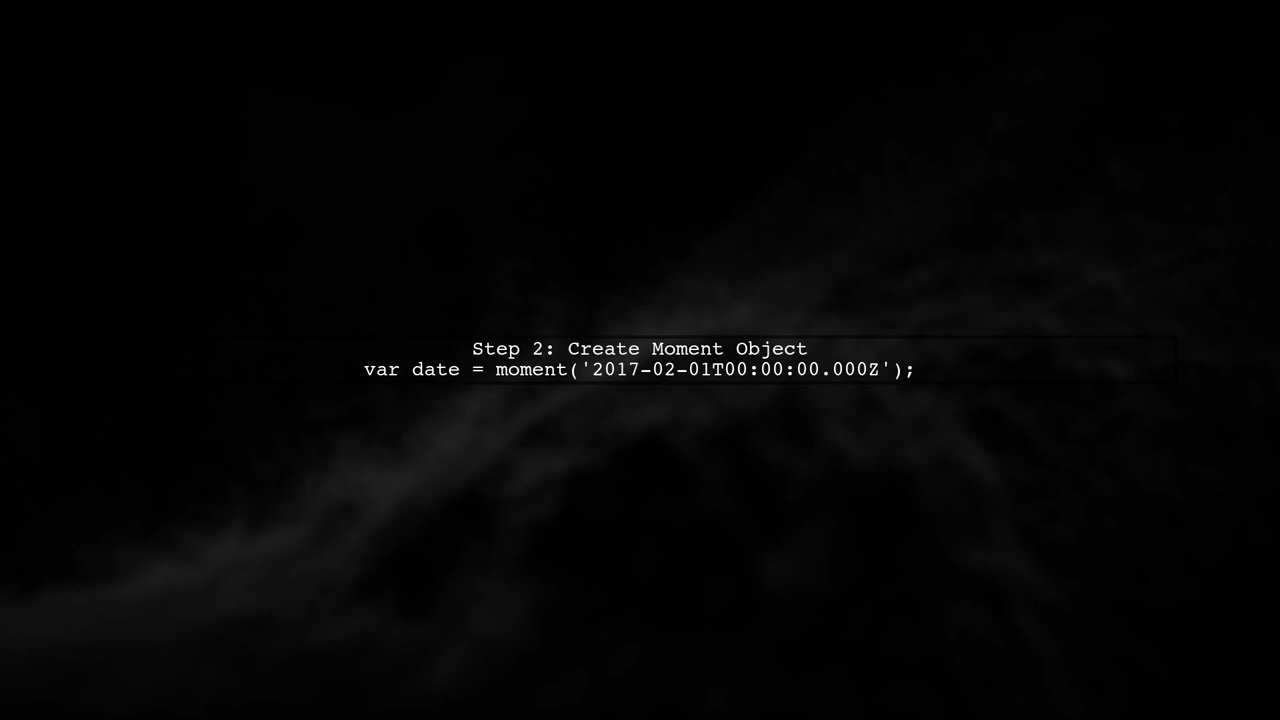 Step 2: Create Moment Object
var date = moment('2017-02-01T00:00:00.000Z');